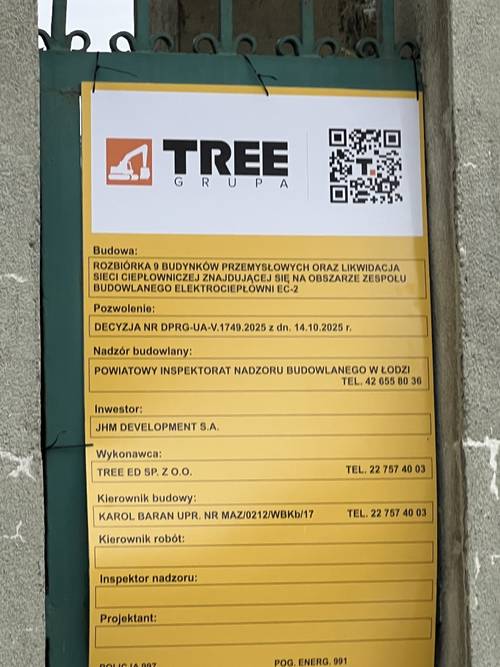 TREE
GRUPA
Budowa:
ROZBIÓRKA 9 BUDYNKÓW PRZEMYSŁOWYCH ORAZ LIKWIDACJA
SIECI CIEPŁOWNICZEJ ZNAJDUJĄCEJ SIĘ NA OBSZARZE ZESPOŁU
BUDOWLANEGO ELEKTROCIEPŁÓWNI EC-2
Pozwolenie:
DECYZJA NR DPRG-UA-V.1749.2025 z dn. 14.10.2025 r.
Nadzór budowlany:
POWIATOWY INSPEKTORAT NADZORU BUDOWLANEGO W ŁODZI
TEL. 42 655 80 36
Inwestor:
JHM DEVELOPMENT S.A.
Wykonawca:
TREE ED SP. Z O.O. TEL. 22 757 40 03
Kierownik budowy:
KAROL BARAN UPR. NR MAZ/0212/WBKb/17 TEL. 22 757 40 03
Kierownik robót:
Inspektor nadzoru:
Projektant:
POLICJA 997 POG. ENERG. 991